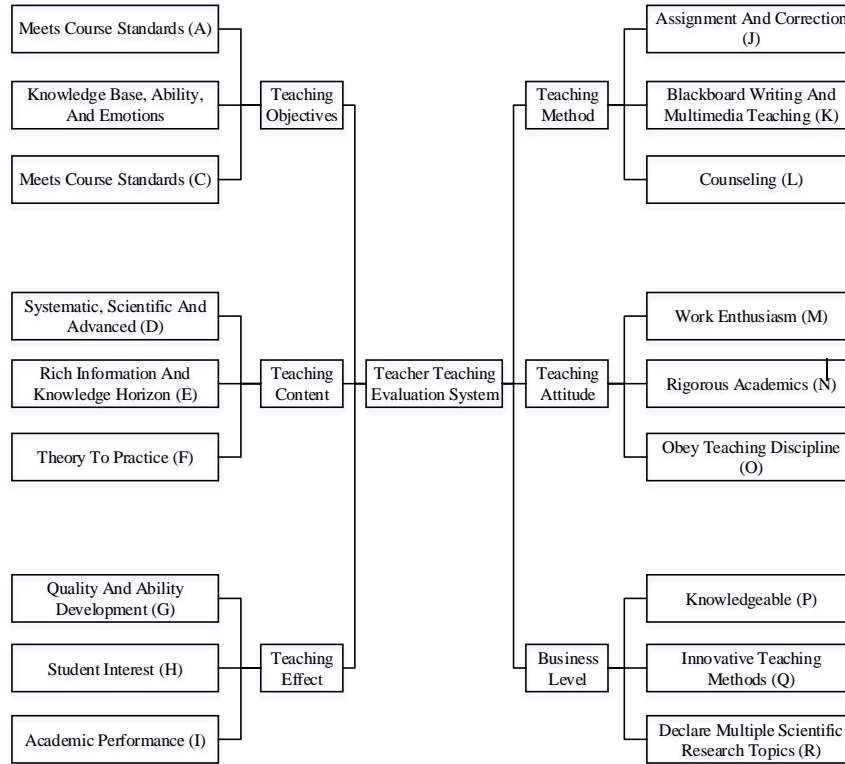 Meets Course Standards (A)
Knowledge Base, Ability,
And Emotions
Meets Course Standards (C)
Teaching
Objectives
Systematic, Scientific And
Advanced (D)
Rich Information And
Knowledge Horizon (E)
Theory To Practice (F)
Teaching
Content
Quality And Ability
Development (G)
Student Interest (H)
Academic Performance (I)
Teaching
Effect
Teacher Teaching
Evaluation System
Teaching
Method
Assignment And Correction
(J)
Blackboard Writing And
Multimedia Teaching (K)
Counseling (L)
Teaching
Attitude
Work Enthusiasm (M)
Rigorous Academics (N)
Obey Teaching Discipline
(O)
Business
Level
Knowledgeable (P)
Innovative Teaching
Methods (Q)
Declare Multiple Scientific
Research Topics (R)